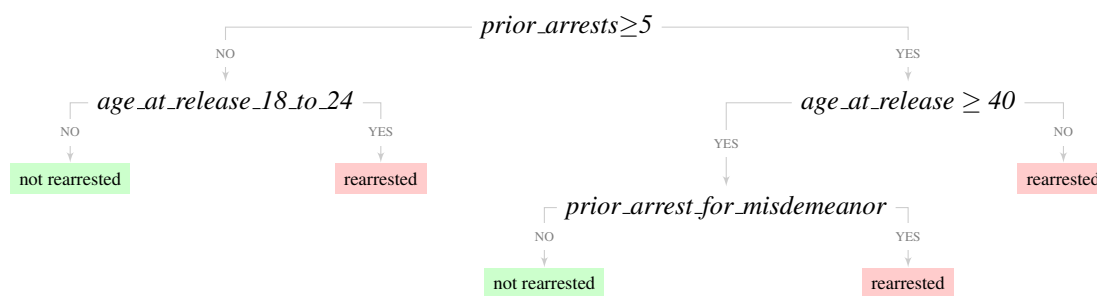 prior_arrests≥5
NO
YES
age_at_release_18_to_24
age_at_release ≥ 40
NO
YES
YES
NO
not rearrested
rearrested
rearrested
prior_arrest_for_misdemeanor
NO
YES
not rearrested
rearrested